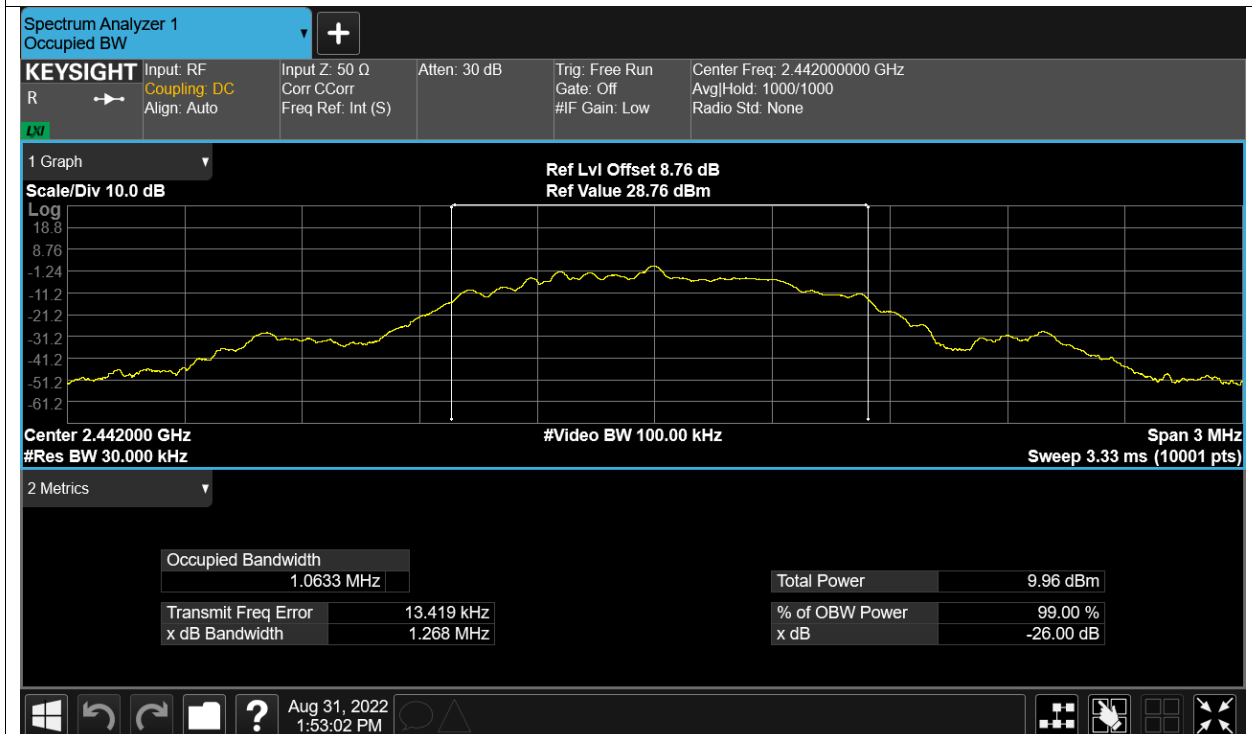 Spectrum Analyzer 1
Occupied BW
KEYSIGHT
R
LXI
Input: RF
Coupling: DC
Align: Auto
Input Z: 50 Ω
Corr CCorr
Freq Ref: Int (S)
Atten: 30 dB
Trig: Free Run
Gate: Off
#IF Gain: Low
Center Freq: 2.442000000 GHz
Avg|Hold: 1000/1000
Radio Std: None
1 Graph
Scale/Div 10.0 dB
Ref Lvl Offset 8.76 dB
Ref Value 28.76 dBm
Log
18.8
8.76
-1.24
-11.2
-21.2
-31.2
-41.2
-51.2
-61.2
Center 2.442000 GHz
#Video BW 100.00 kHz
Span 3 MHz
#Res BW 30.000 kHz
Sweep 3.33 ms (10001 pts)
2 Metrics
Occupied Bandwidth
1.0633 MHz
Total Power 9.96 dBm
Transmit Freq Error 13.419 kHz
% of OBW Power 99.00 %
x dB Bandwidth 1.268 MHz
x dB -26.00 dB
?
Aug 31, 2022
1:53:02 PM